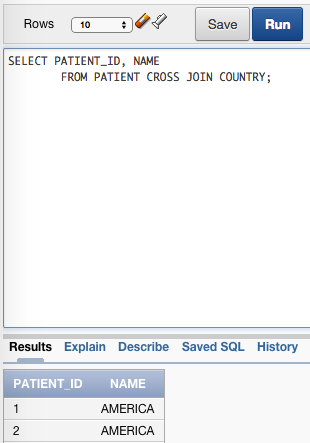 Rows 10 Save Run
SELECT PATIENT_ID, NAME
FROM PATIENT CROSS JOIN COUNTRY;
Results Explain Describe Saved SQL History
PATIENT_ID NAME
1 AMERICA
2 AMERICA